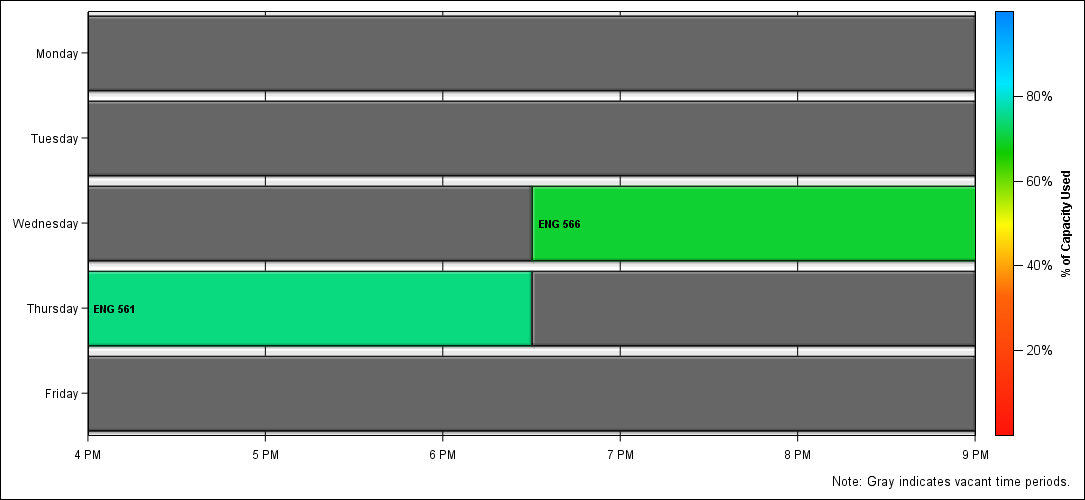 Monday
Tuesday
Wednesday
Thursday
Friday
ENG 566
ENG 561
4 PM
5 PM
6 PM
7 PM
8 PM
9 PM
80%
60%
40%
20%
% of Capacity Used
Note: Gray indicates vacant time periods.